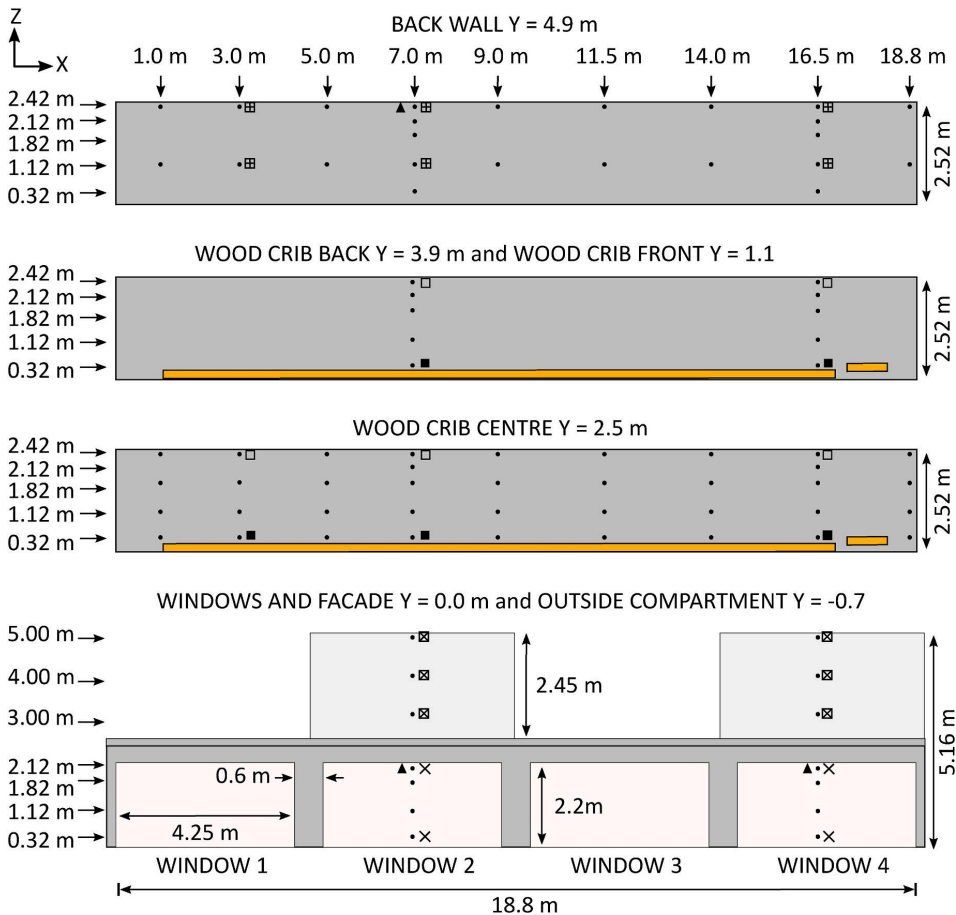 Z
X
BACK WALL Y = 4.9 m
1.0 m 3.0 m 5.0 m 7.0 m 9.0 m 11.5 m 14.0 m 16.5 m 18.8 m
2.42 m
2.12 m
1.82 m
1.12 m
0.32 m
2.52 m
WOOD CRIB BACK Y = 3.9 m and WOOD CRIB FRONT Y = 1.1
2.42 m
2.12 m
1.82 m
1.12 m
0.32 m
2.52 m
WOOD CRIB CENTRE Y = 2.5 m
2.42 m
2.12 m
1.82 m
1.12 m
0.32 m
2.52 m
WINDOWS AND FACADE Y = 0.0 m and OUTSIDE COMPARTMENT Y = -0.7
5.00 m
4.00 m
3.00 m
2.45 m
5.16 m
2.12 m
1.82 m
1.12 m
0.32 m
0.6 m
4.25 m
2.2m
WINDOW 1 WINDOW 2 WINDOW 3 WINDOW 4
18.8 m